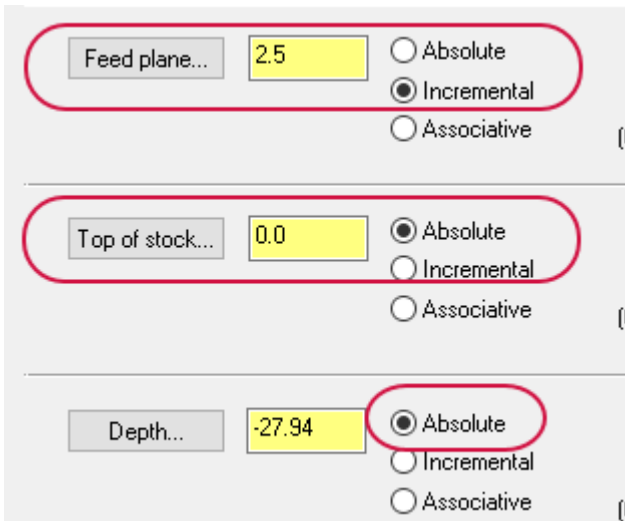 Feed plane... 2.5 Absolute
Incremental
Associative
Top of stock... 0.0 Absolute
Incremental
Associative
Depth... -27.94 Absolute
Incremental
Associative